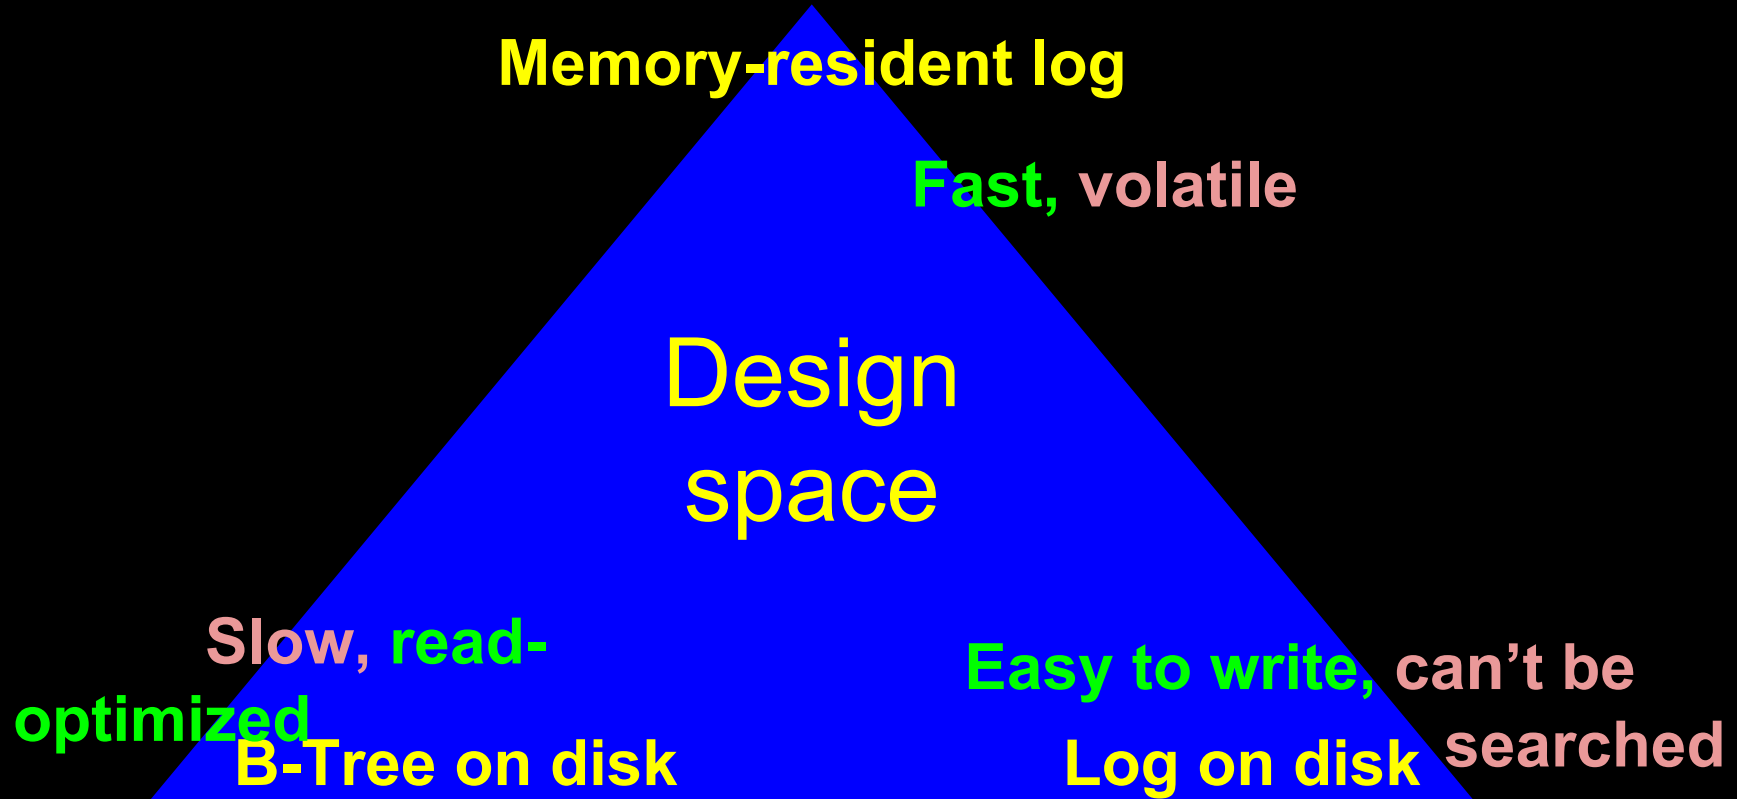 Memory-resident log
Fast, volatile
Design
space
Slow, read-
optimized
B-Tree on disk
Easy to write, can’t be
searched
Log on disk